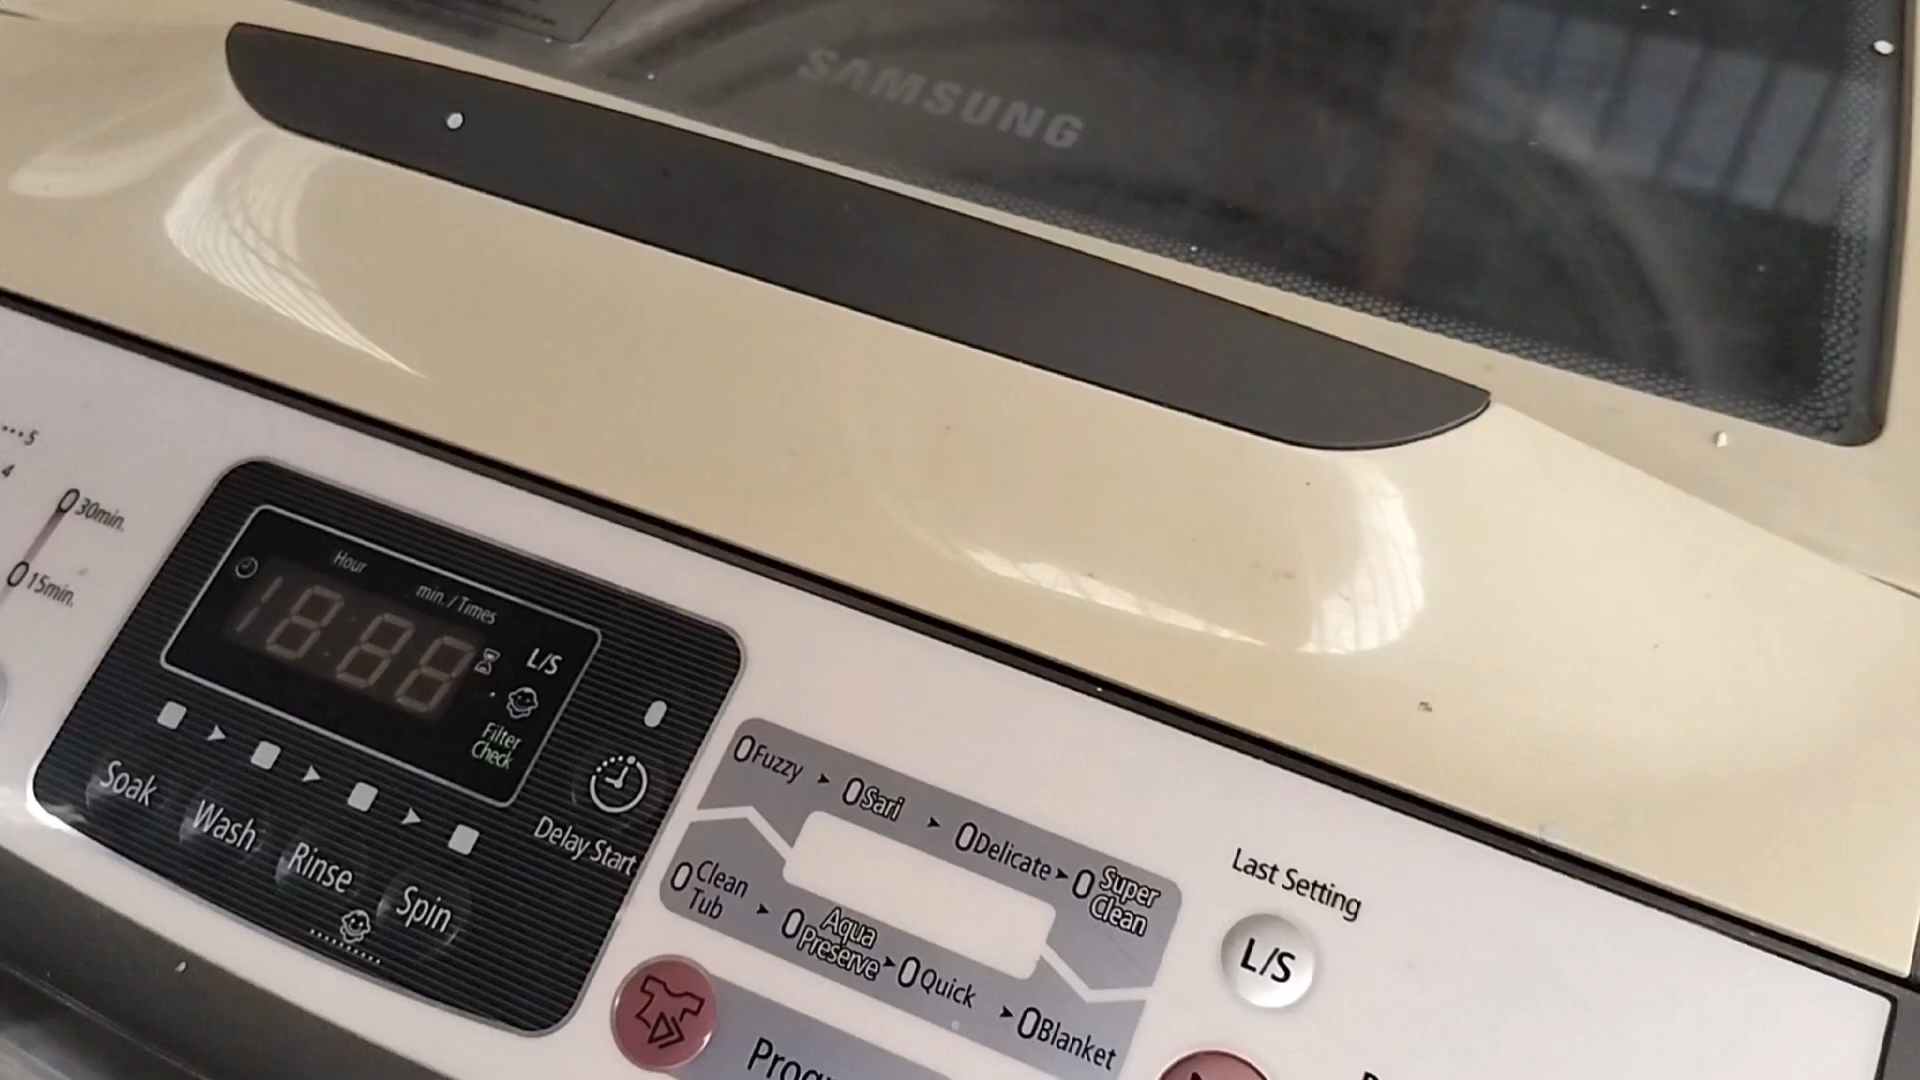 SAMSUNG
5
4
30min.
15min.
Hour
min. / Times
18:88
L/S
Filter
Check
Soak
Wash
Rinse
Spin
Delay Start
Fuzzy
Sari
Delicate
Super
Clean
Clean
Tub
Aqua
Preserve
Quick
Blanket
Last Setting
L/S